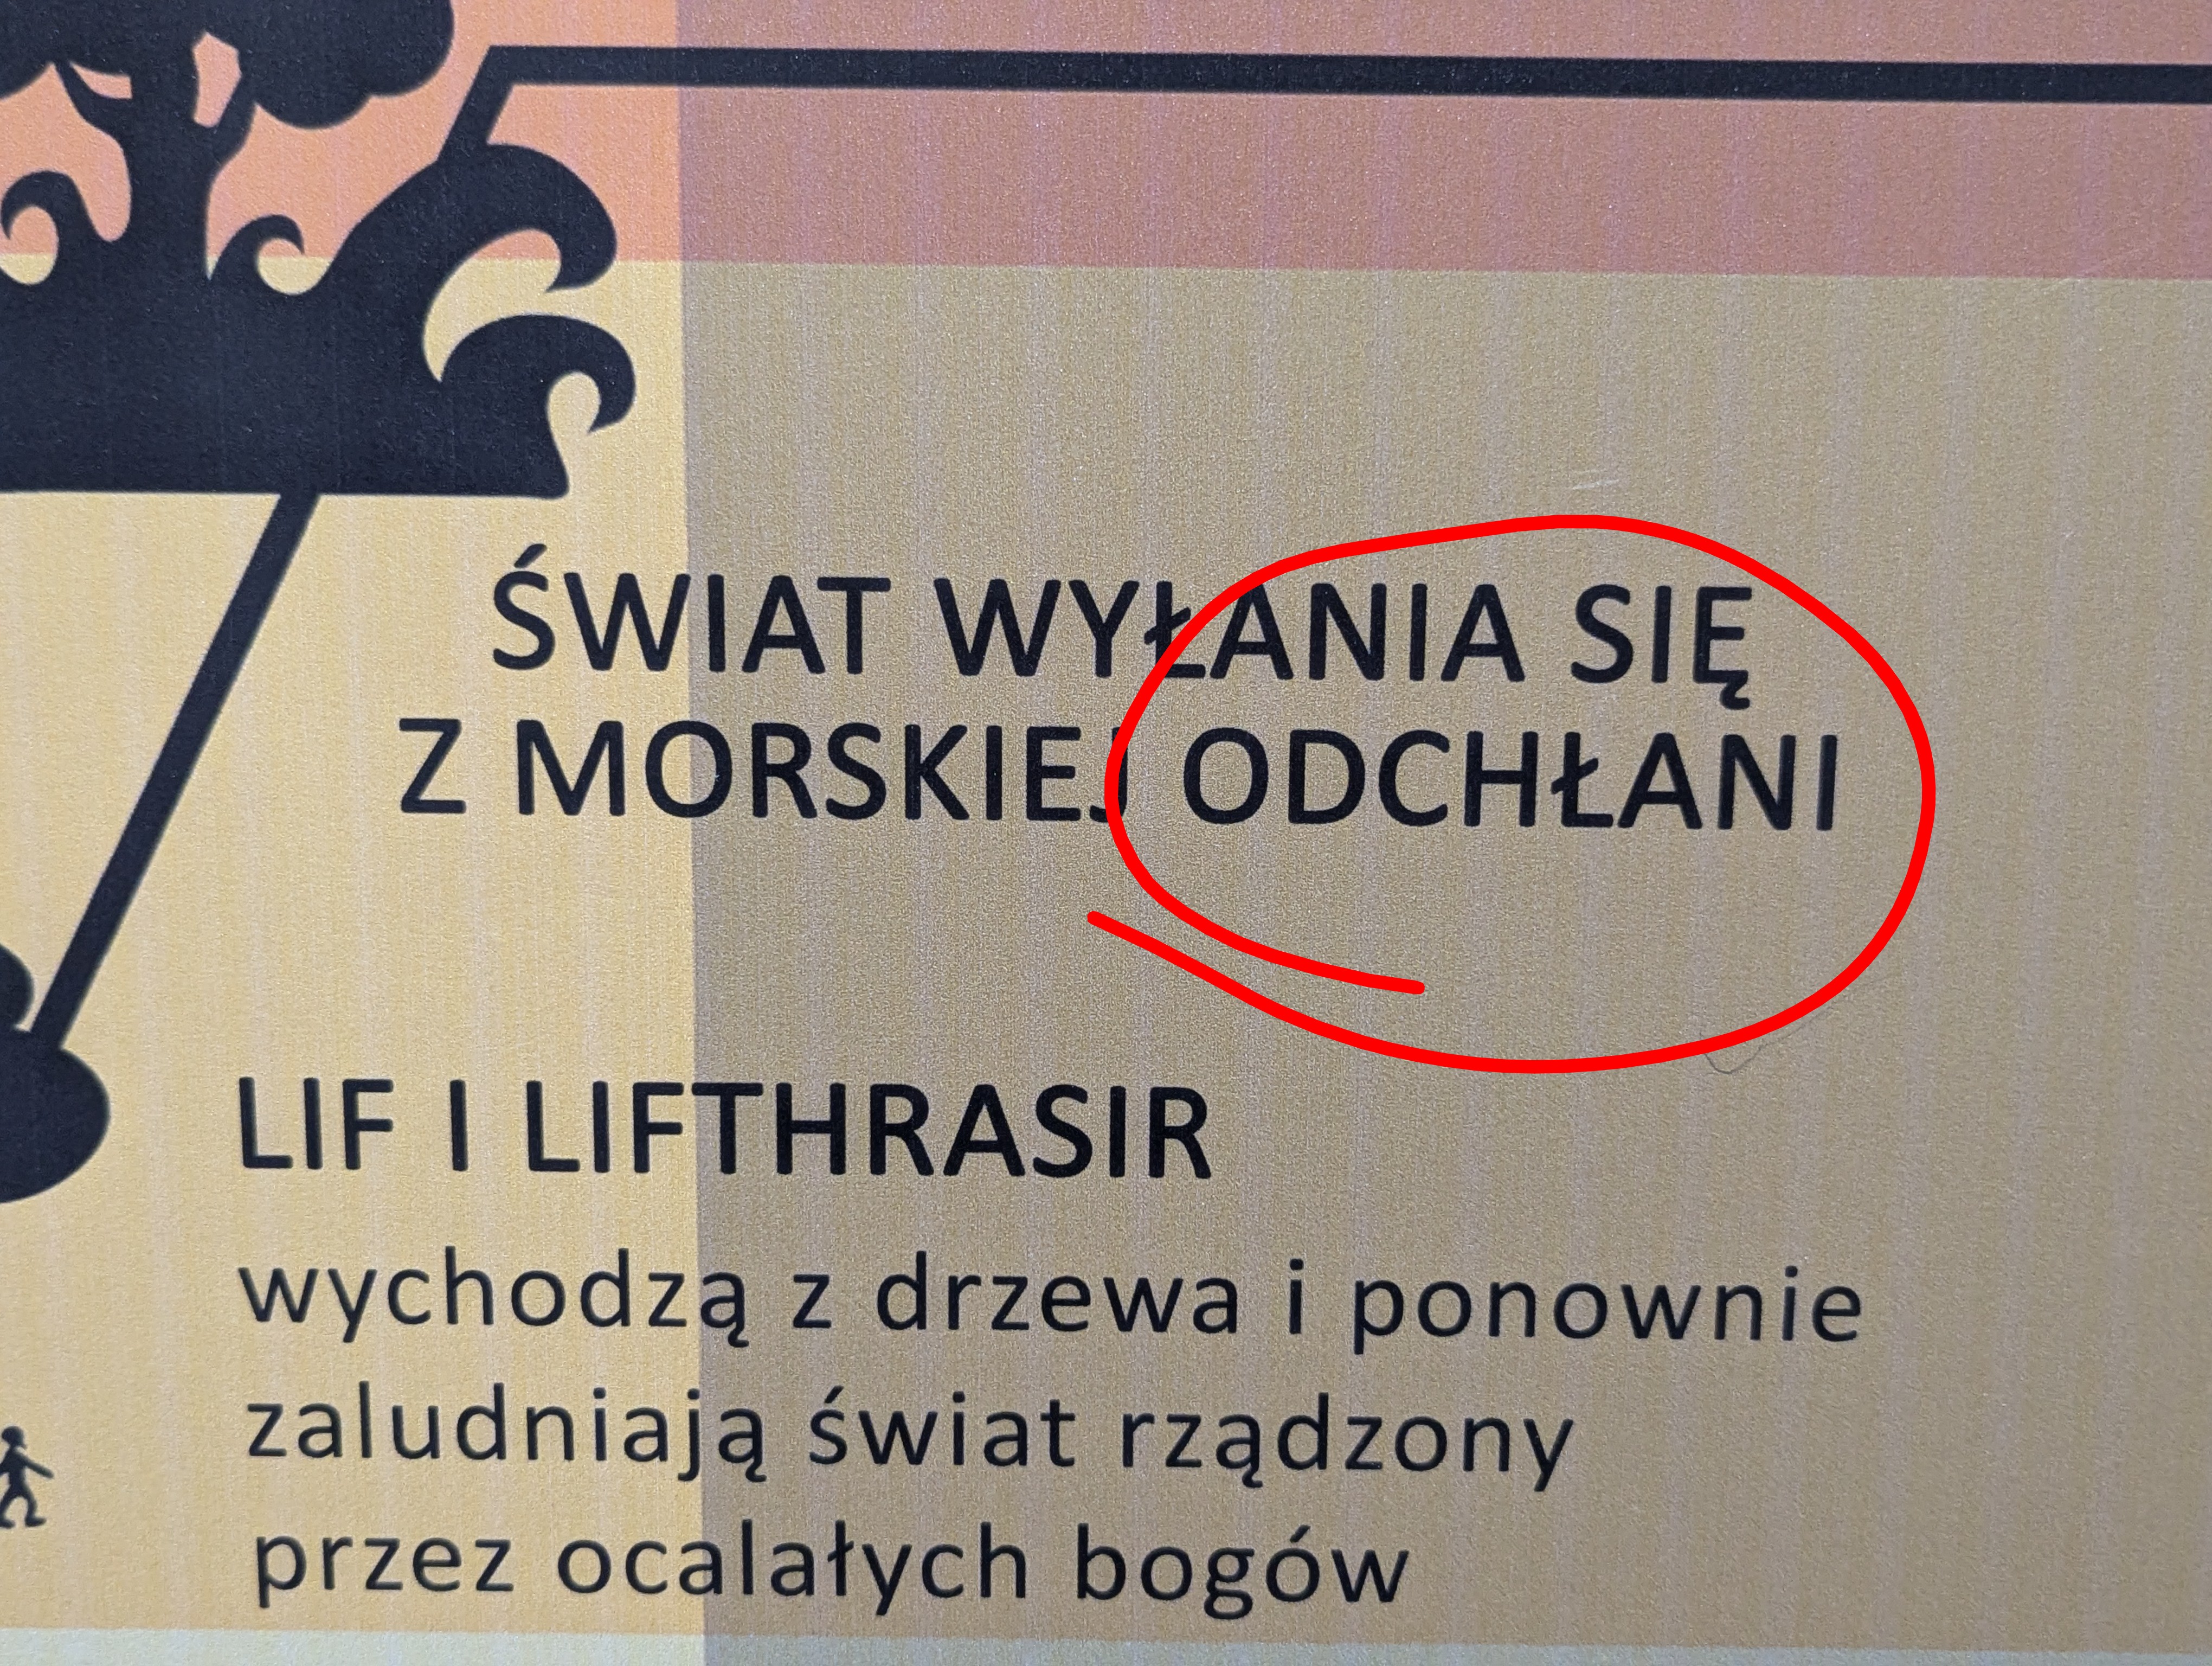 ŚWIAT WYŁANIA SIĘ
Z MORSKIEJ ODCHŁANI
LIF I LIFTHRASIR
wychodzą z drzewa i ponownie
zaludniają świat rządzony
przez ocalałych bogów